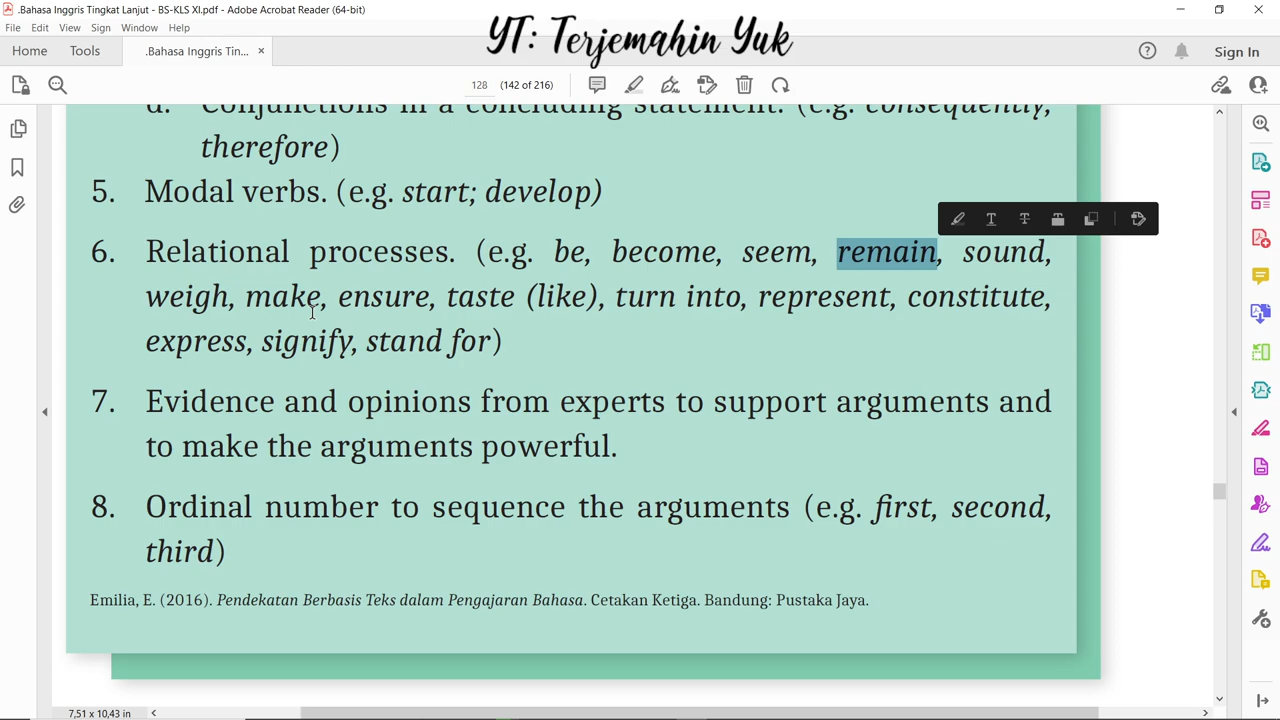 .Bahasa Inggris Tingkat Lanjut - BS-KLS XI.pdf - Adobe Acrobat Reader (64-bit)
YT: Terjemahin Yuk
File Edit View Sign Window Help
Home Tools .Bahasa Inggris Tin... × Sign In
128 (142 of 216)
d. Conjunctions in a concluding statement. (e.g. consequently,
therefore)
5. Modal verbs. (e.g. start; develop)
6. Relational processes. (e.g. be, become, seem, remain, sound,
weigh, make, ensure, taste (like), turn into, represent, constitute,
express, signify, stand for)
7. Evidence and opinions from experts to support arguments and
to make the arguments powerful.
8. Ordinal number to sequence the arguments (e.g. first, second,
third)
Emilia, E. (2016). Pendekatan Berbasis Teks dalam Pengajaran Bahasa. Cetakan Ketiga. Bandung: Pustaka Jaya.
7,51 x 10,43 in